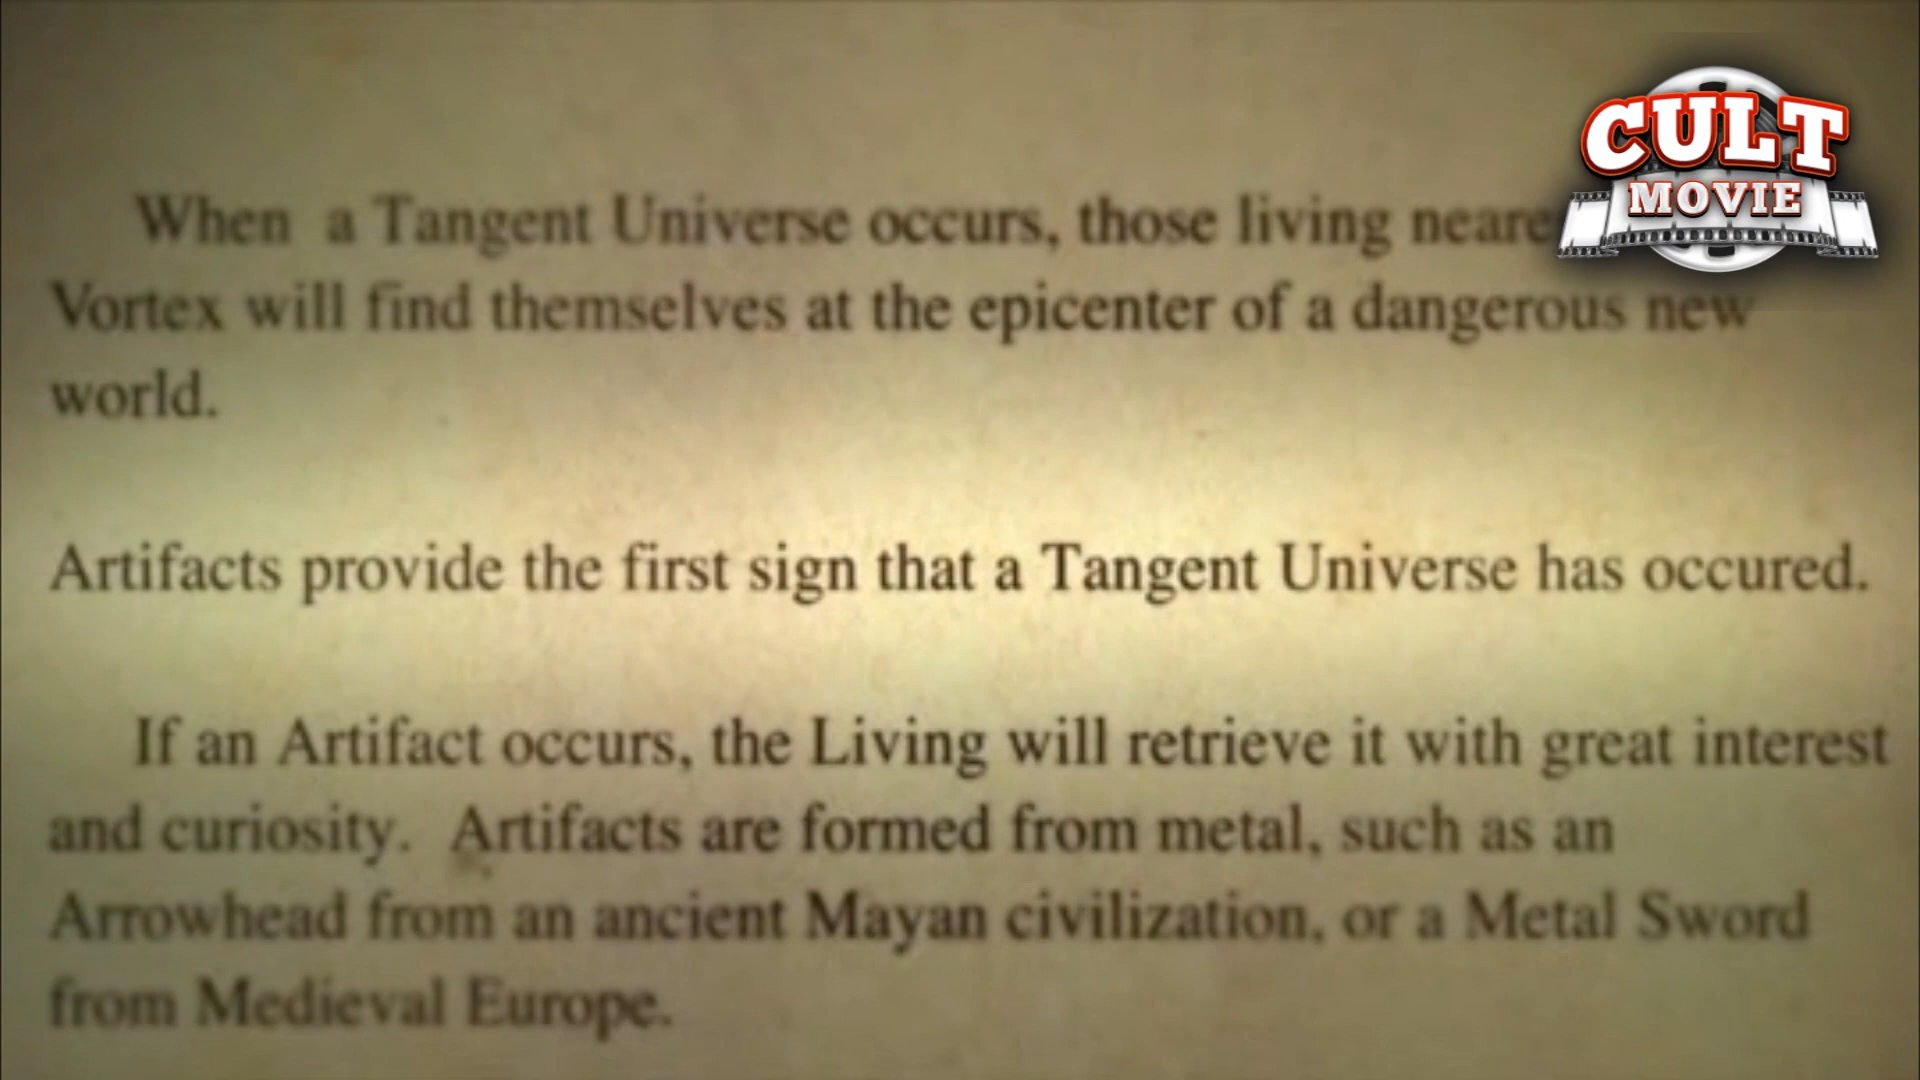 CULT
MOVIE
When a Tangent Universe occurs, those living neare
Vortex will find themselves at the epicenter of a dangerous new
world.
Artifacts provide the first sign that a Tangent Universe has occured.
If an Artifact occurs, the Living will retrieve it with great interest
and curiosity. Artifacts are formed from metal, such as an
Arrowhead from an ancient Mayan civilization, or a Metal Sword
from Medieval Europe.